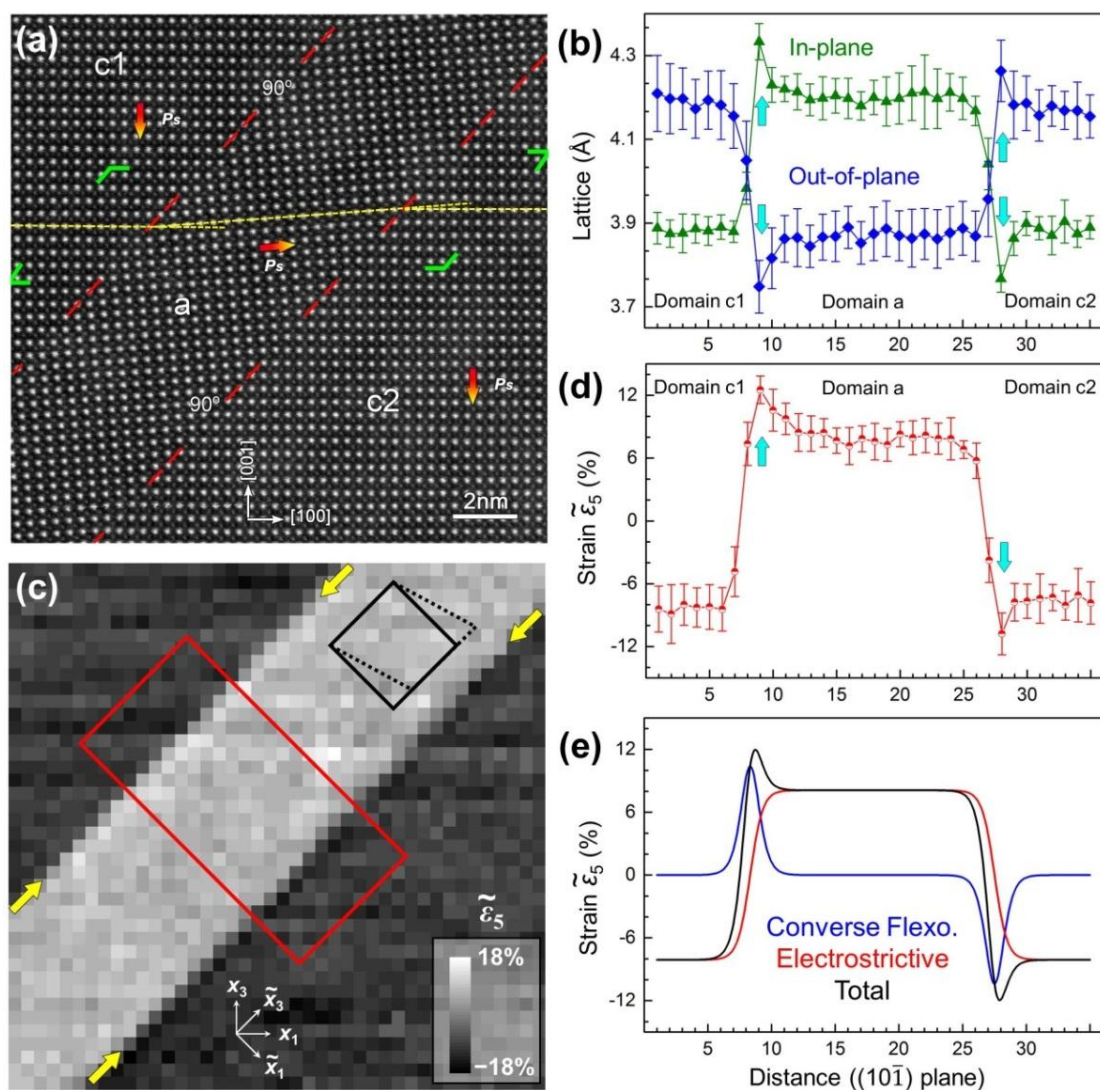 (a)
c1
90°
Ps
Ps
a
90°
c2
Ps
[001]
[100]
2nm
(b)
In-plane
Out-of-plane
Lattice (Å)
4.3
4.1
3.9
3.7
Domain c1 Domain a Domain c2
5 10 15 20 25 30
(c)
ε̃5
18%
−18%
x3 x̃3
x1
x̃1
(d)
Domain c1 Domain a Domain c2
Strain ε̃5 (%)
12
6
0
-6
-12
5 10 15 20 25 30
(e)
Strain ε̃5 (%)
12
6
0
-6
-12
Converse Flexo.
Electrostrictive
Total
5 10 15 20 25 30
Distance ((101̄) plane)